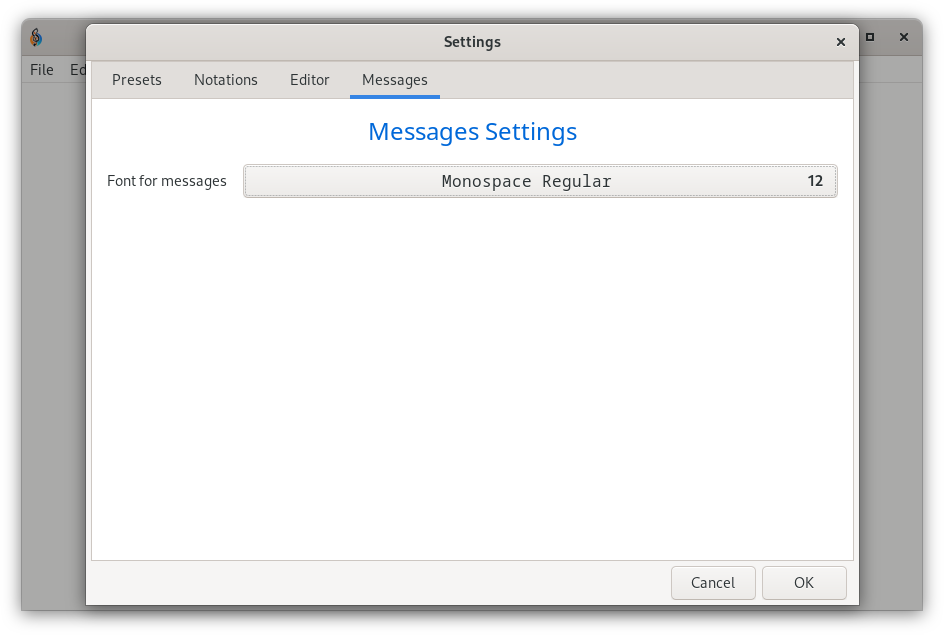 Settings
File Ed
Presets Notations Editor Messages
Messages Settings
Font for messages Monospace Regular 12
Cancel OK